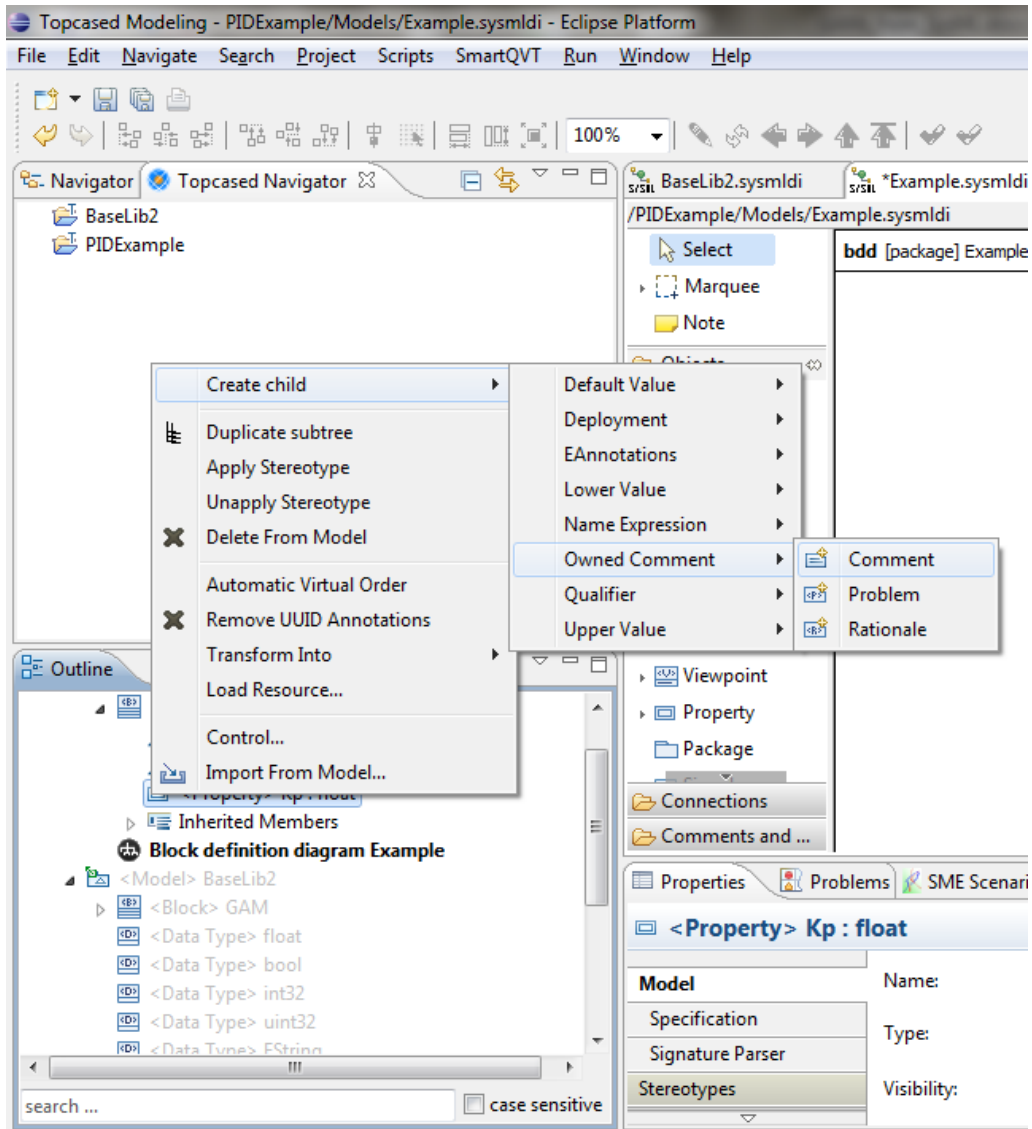 Topcased Modeling - PIDExample/Models/Example.sysmldi - Eclipse Platform
File Edit Navigate Search Project Scripts SmartQVT Run Window Help
100%
Navigator Topcased Navigator
BaseLib2
PIDExample
BaseLib2.sysmldi *Example.sysmldi
/PIDExample/Models/Example.sysmldi
Select
Marquee
Note
Objects
bdd [package] Example
Create child
Duplicate subtree
Apply Stereotype
Unapply Stereotype
Delete From Model
Automatic Virtual Order
Remove UUID Annotations
Transform Into
Load Resource...
Control...
Import From Model...
Default Value
Deployment
EAnnotations
Lower Value
Name Expression
Owned Comment
Qualifier
Upper Value
Comment
Problem
Rationale
Viewpoint
Property
Package
Connections
Comments and ...
Outline
<Property> Kp : float
Inherited Members
Block definition diagram Example
<Model> BaseLib2
<Block> GAM
<Data Type> float
<Data Type> bool
<Data Type> int32
<Data Type> uint32
<Data Type> EString
search ... case sensitive
Properties Problems SME Scenari
<Property> Kp : float
Model
Specification
Signature Parser
Stereotypes
Name:
Type:
Visibility: